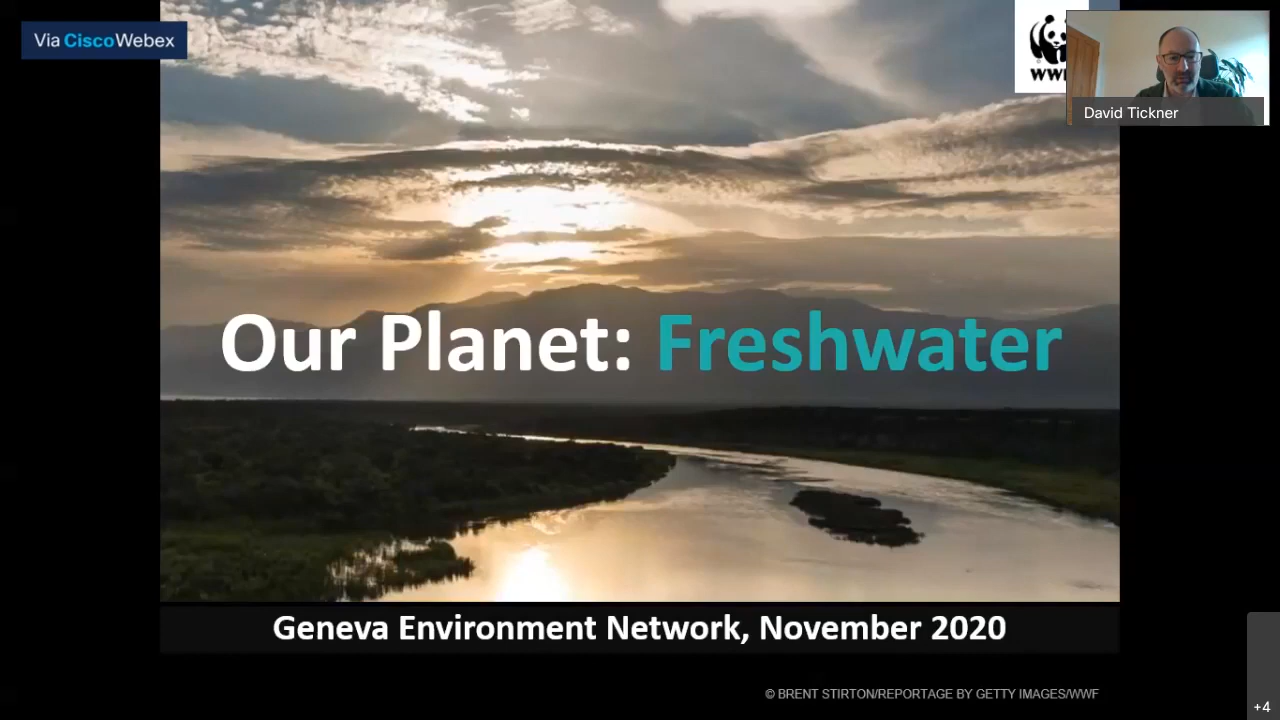 Via CiscoWebex
WW
David Tickner
Our Planet: Freshwater
Geneva Environment Network, November 2020
© BRENT STIRTON/REPORTAGE BY GETTY IMAGES/WWF
+4